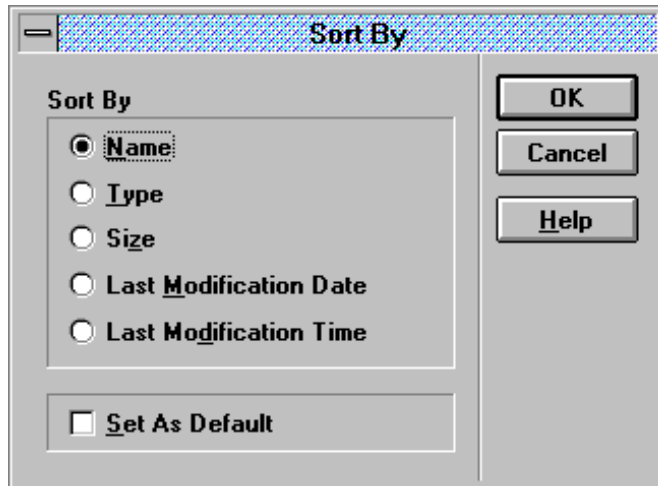 Sort By
Sort By
Name
Type
Size
Last Modification Date
Last Modification Time
Set As Default
OK
Cancel
Help